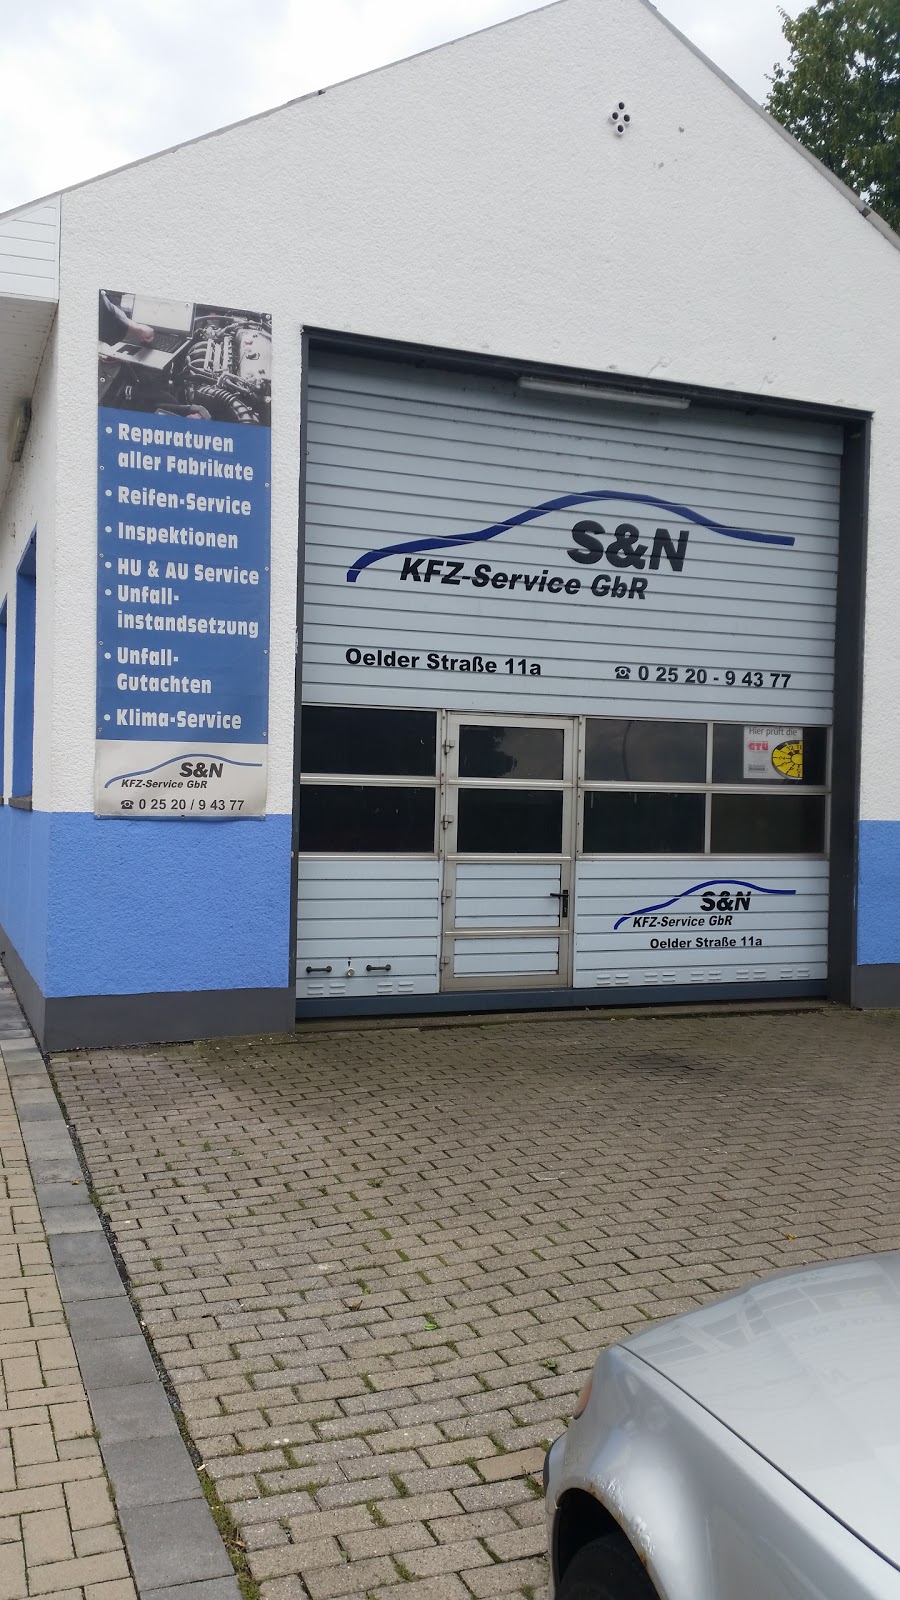 • Reparaturen
aller Fabrikate
• Reifen-Service
• Inspektionen
• HU & AU Service
• Unfall-
instandsetzung
• Unfall-
Gutachten
• Klima-Service
S&N
KFZ-Service GbR
☎ 0 25 20 / 9 43 77
S&N
KFZ-Service GbR
Oelder Straße 11a
☎ 0 25 20 - 9 43 77
Hier prüft die
GTÜ
S&N
KFZ-Service GbR
Oelder Straße 11a